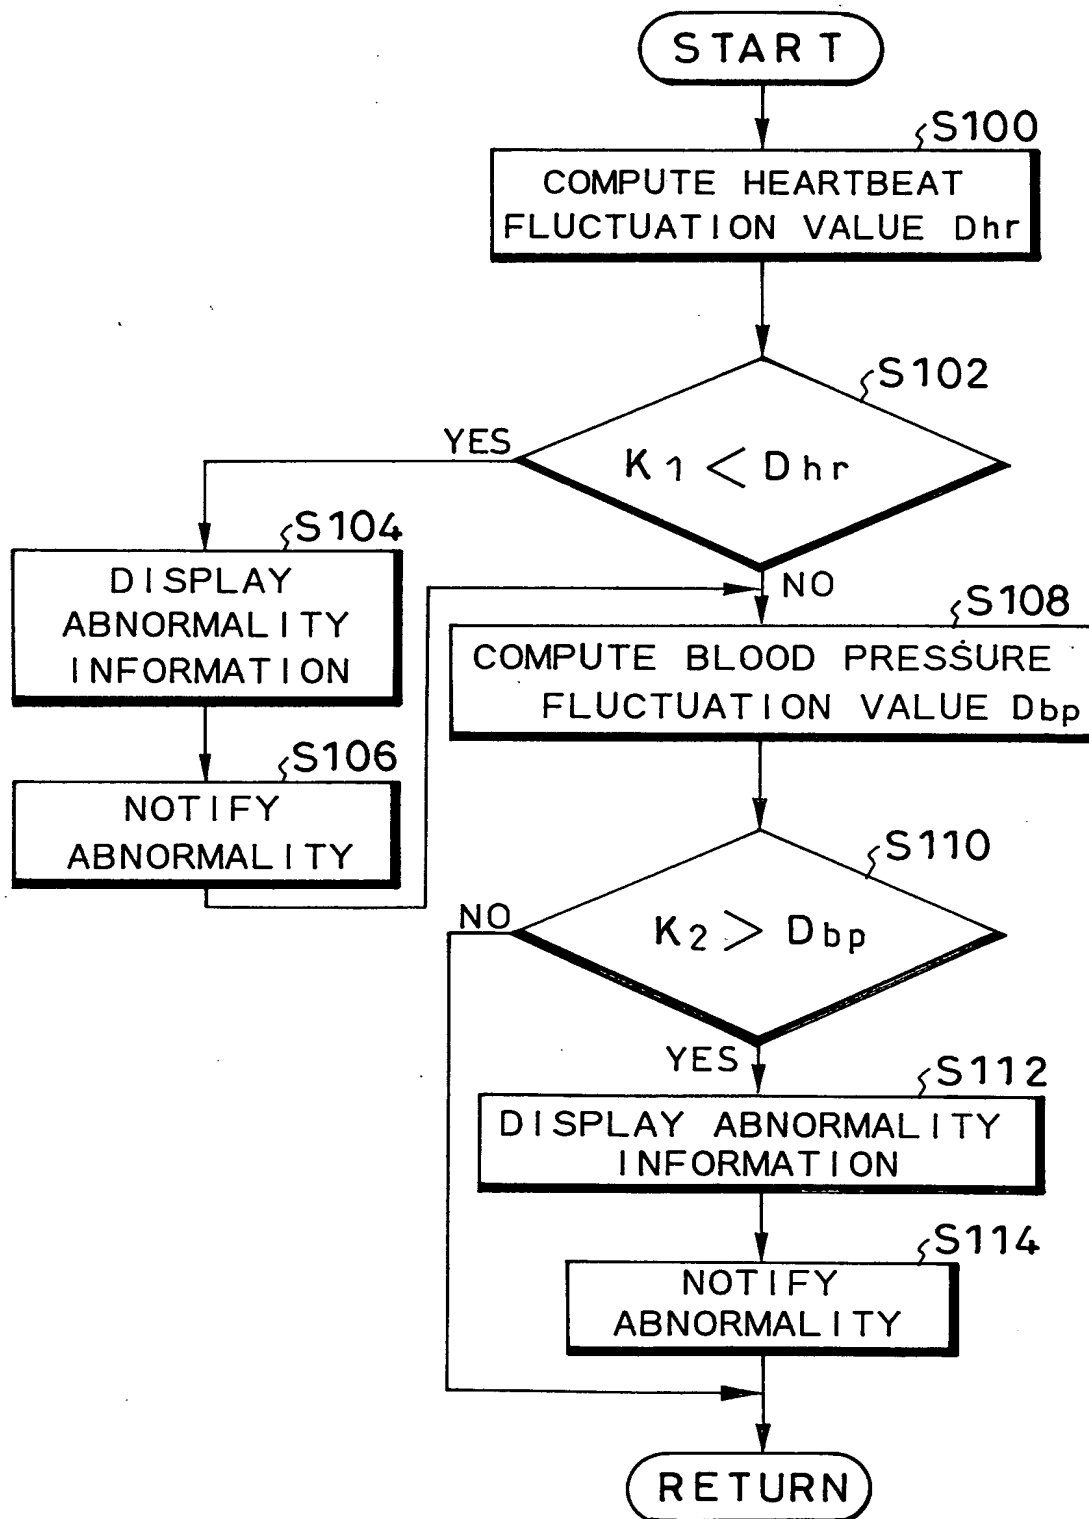 START
S100
COMPUTE HEARTBEAT
FLUCTUATION VALUE Dhr
S102
YES
K1 < Dhr
NO
S104
DISPLAY
ABNORMALITY
INFORMATION
S106
NOTIFY
ABNORMALITY
S108
COMPUTE BLOOD PRESSURE
FLUCTUATION VALUE Dbp
S110
NO
K2 > Dbp
YES
S112
DISPLAY ABNORMALITY
INFORMATION
S114
NOTIFY
ABNORMALITY
RETURN